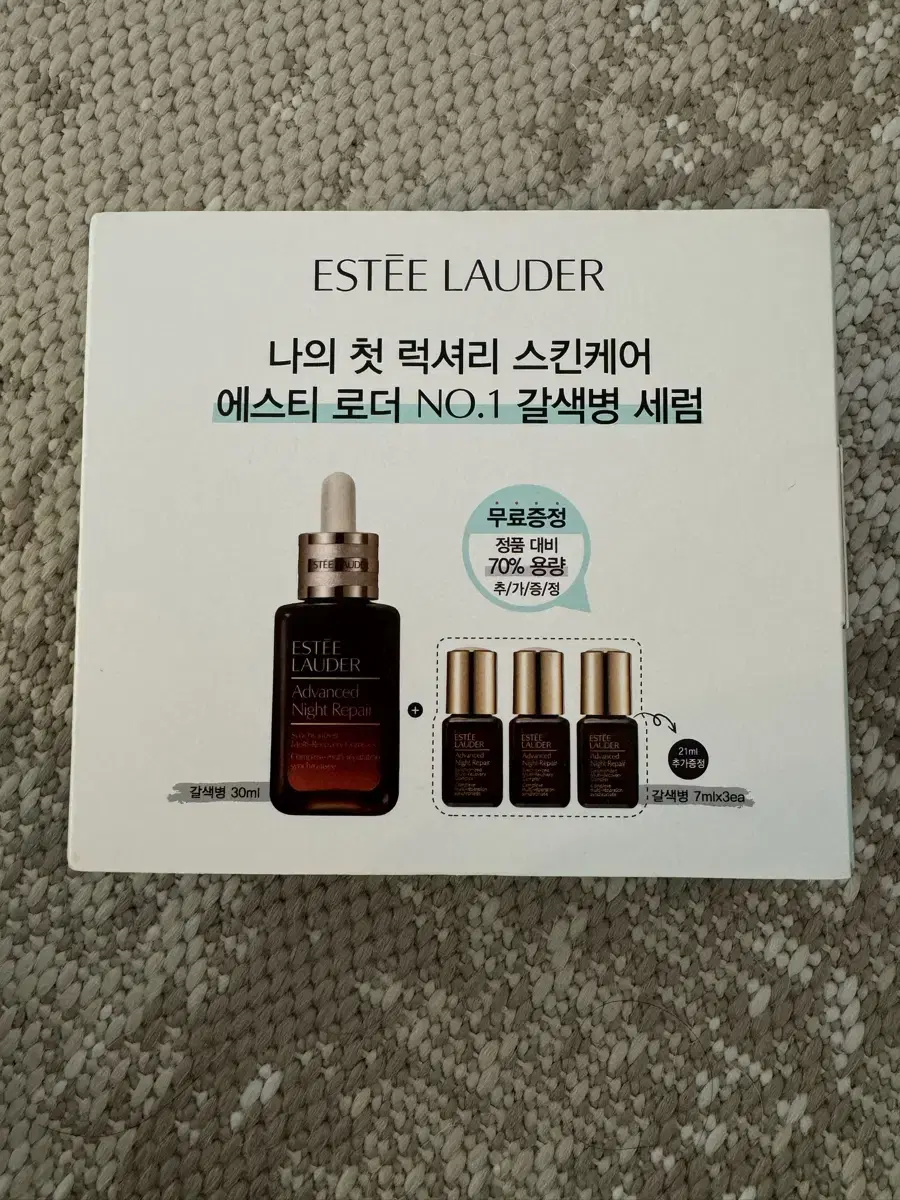 ESTĒE LAUDER
나의 첫 럭셔리 스킨케어
에스티 로더 NO.1 갈색병 세럼
무료증정
정품 대비
70% 용량
추/가/증/정
ESTĒE
LAUDER
Advanced
Night Repair
갈색병 30ml
+
ESTĒE
LAUDER
Advanced
Night Repair
ESTĒE
LAUDER
Advanced
Night Repair
ESTĒE
LAUDER
Advanced
Night Repair
21ml
추가증정
갈색병 7mlx3ea